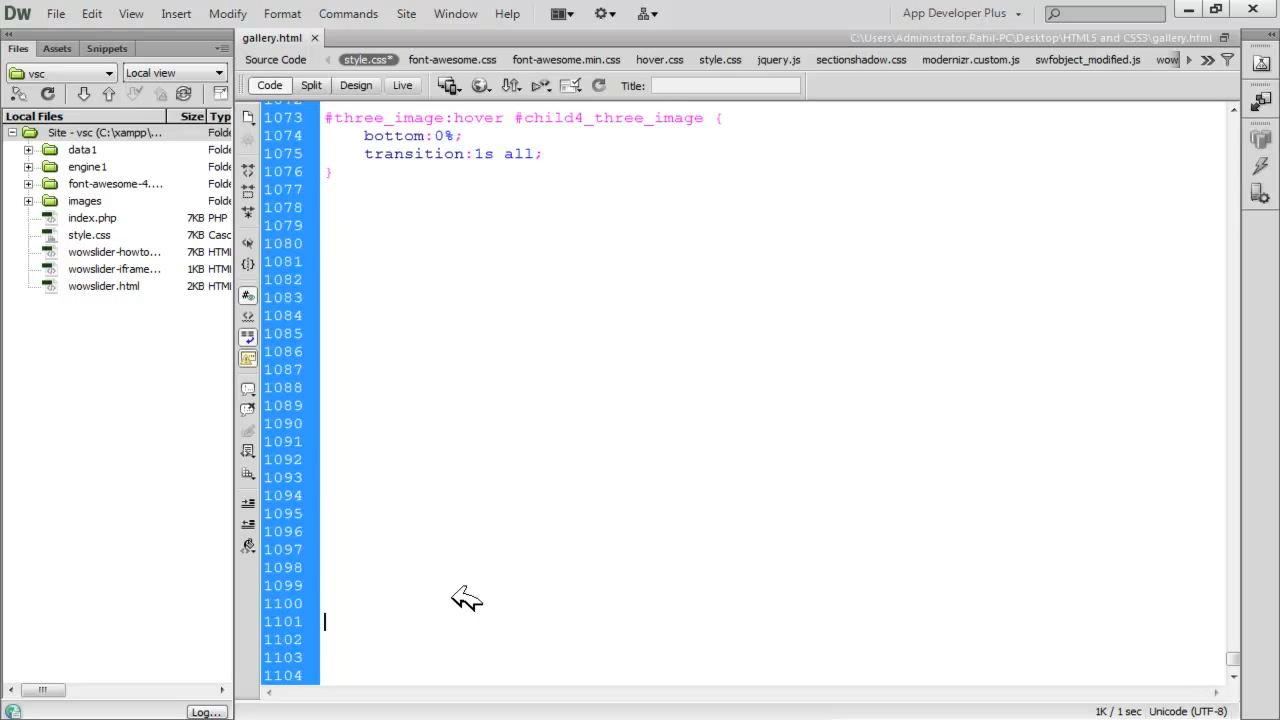 Dw File Edit View Insert Modify Format Commands Site Window Help App Developer Plus
Files Assets Snippets
gallery.html × C:\Users\Administrator.Rahil-PC\Desktop\HTML5 and CSS3\gallery.html
Source Code style.css* font-awesome.css font-awesome.min.css hover.css style.css jquery.js sectionshadow.css modernizr.custom.js swfobject_modified.js wow
vsc Local view
Code Split Design Live Title:
Local Files Size Typ
Site - vsc (C:\xampp\... Folde
data1 Folde
engine1 Folde
font-awesome-4.... Folde
images Folde
index.php 7KB PHP
style.css 7KB Casc
wowslider-howto... 7KB HTM
wowslider-iframe... 1KB HTM
wowslider.html 2KB HTM
1073 #three_image:hover #child4_three_image {
1074 bottom:0%;
1075 transition:1s all;
1076 }
1077
1078
1079
1080
1081
1082
1083
1084
1085
1086
1087
1088
1089
1090
1091
1092
1093
1094
1095
1096
1097
1098
1099
1100
1101
1102
1103
1104
Log...
1K / 1 sec Unicode (UTF-8)